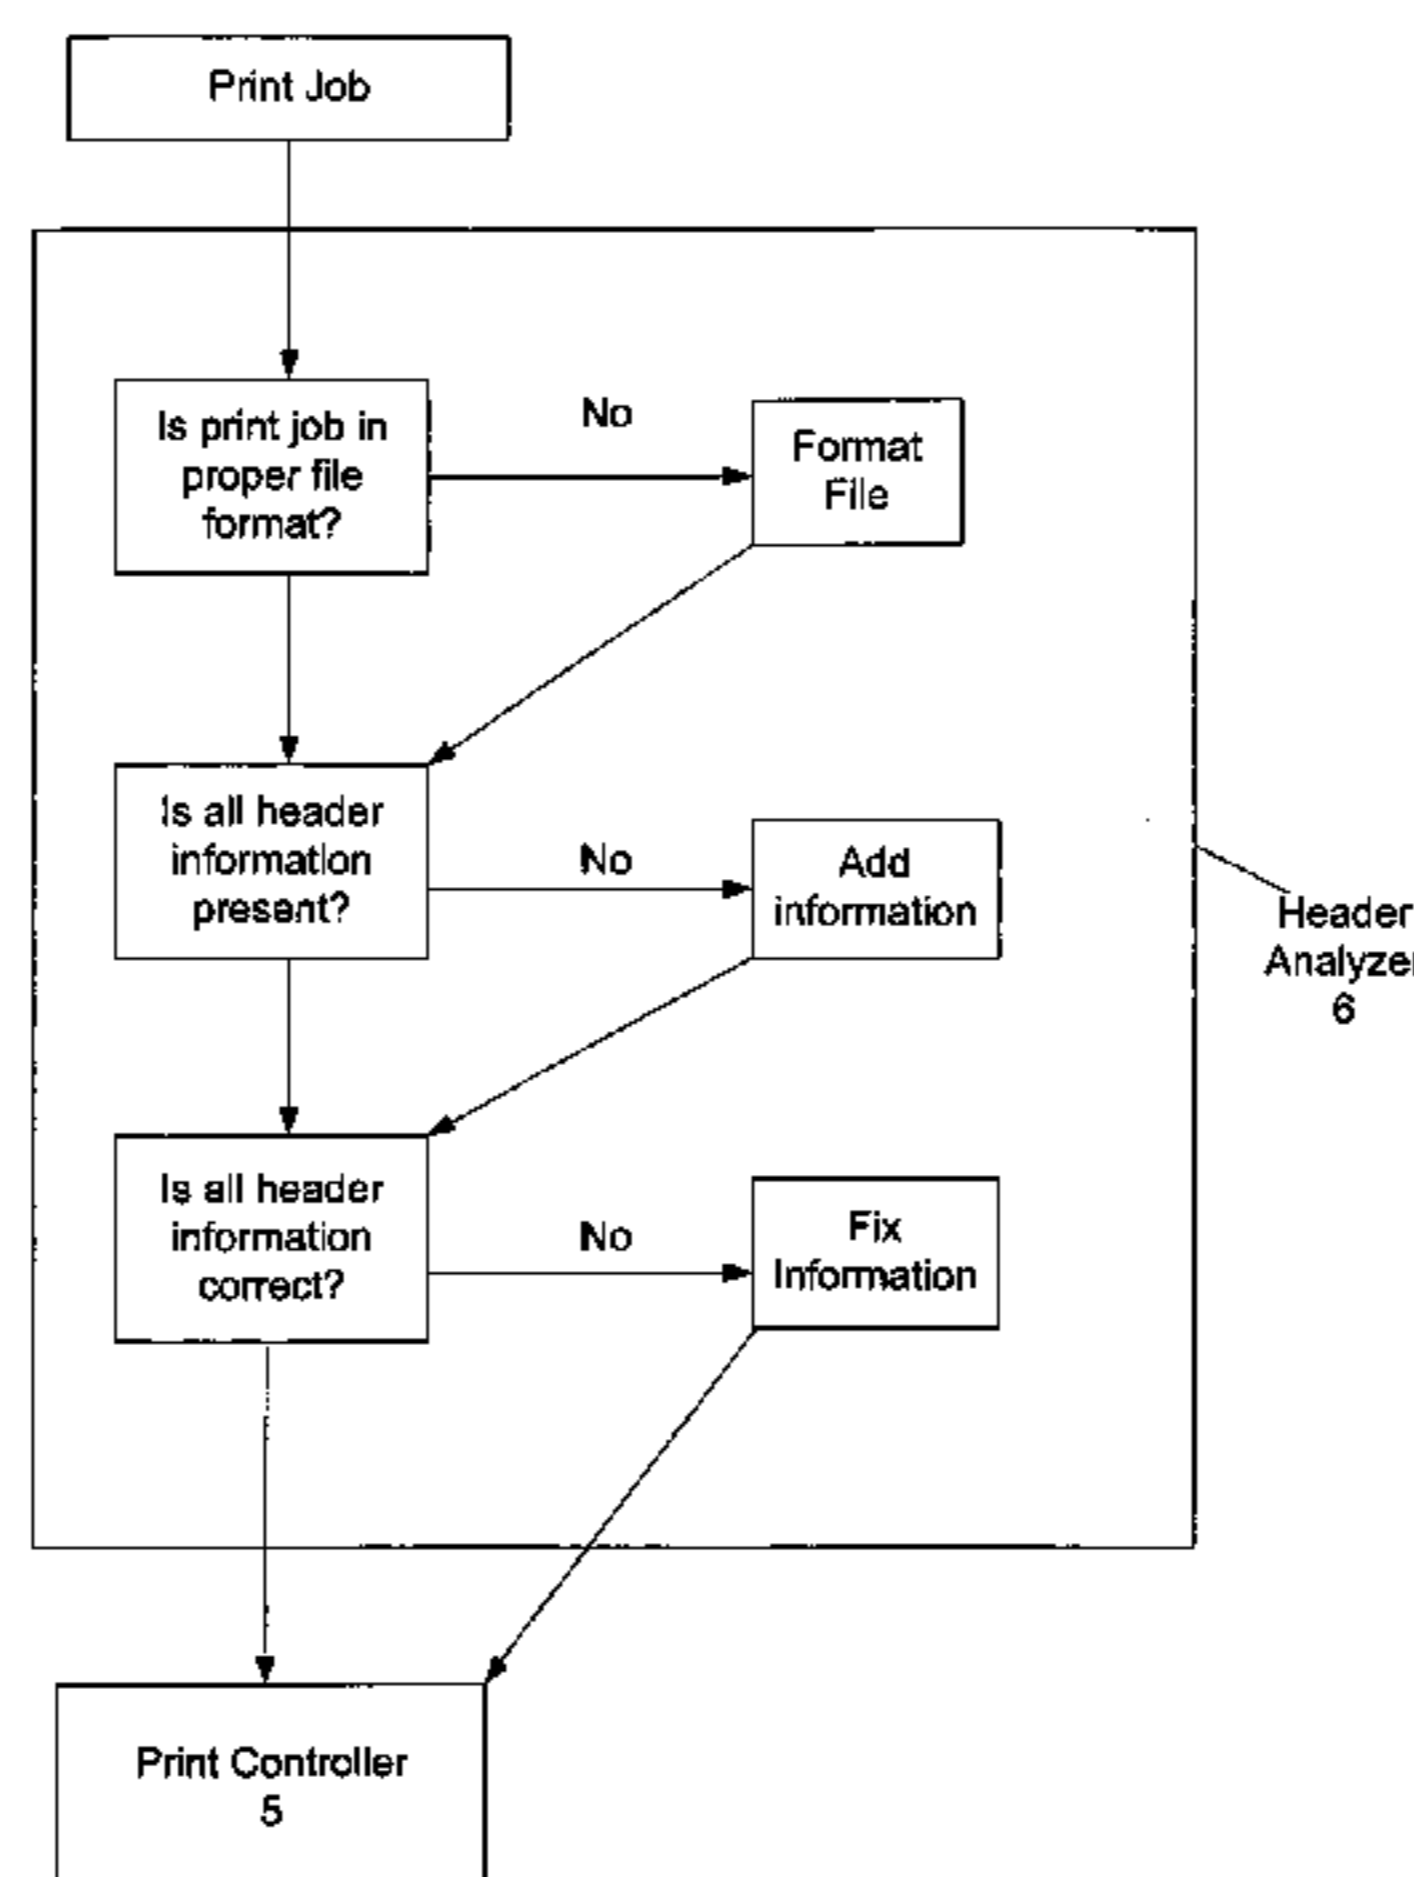 Print Job
Is print job in
proper file
format?
No
Format
File
Is all header
information
present?
No
Add
information
Header
Analyzer
6
Is all header
information
correct?
No
Fix
Information
Print Controller
5